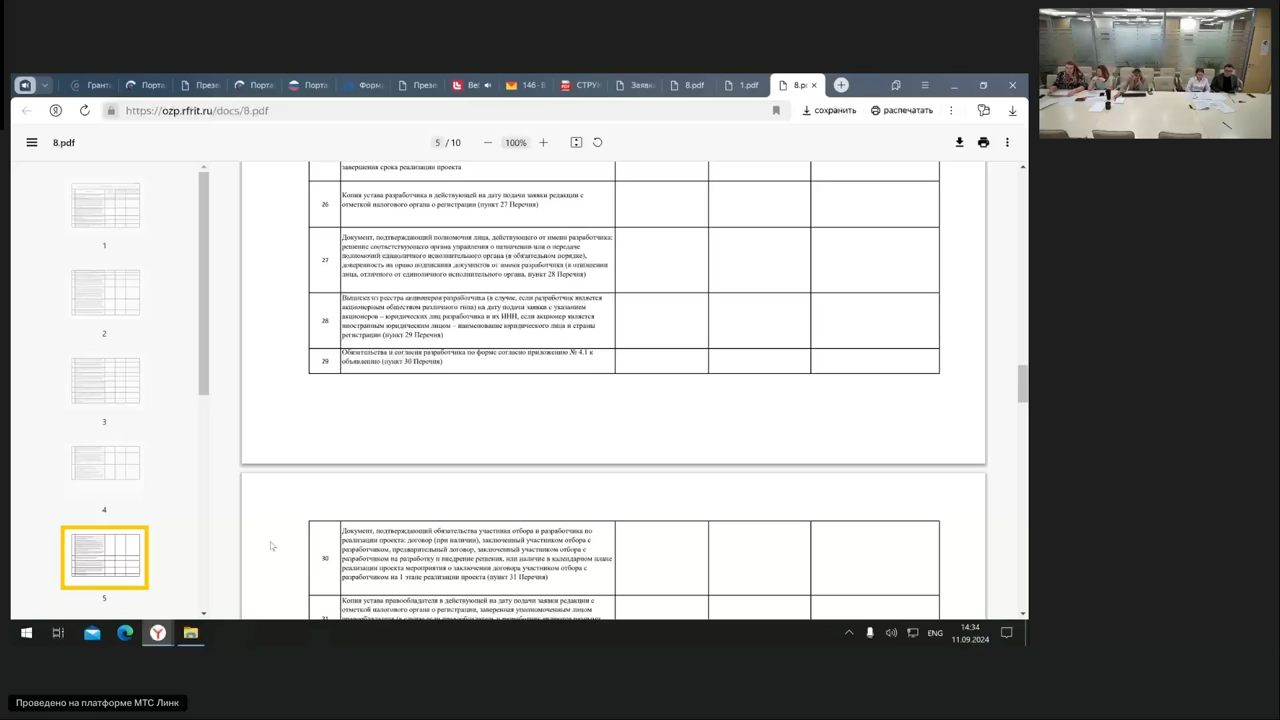 Гранты
Порта
Презе
Порта
Порта
Форм
Презе
Ве
146 - В
СТРУК
Заявк
8.pdf
1.pdf
8.pc
https://ozp.rfrit.ru/docs/8.pdf
сохранить
распечатать
8.pdf
5 / 10
100%
завершения срока реализации проекта
26
Копия устава разработчика в действующей на дату подачи заявки редакции с
отметкой налогового органа о регистрации (пункт 27 Перечня)
27
Документ, подтверждающий полномочия лица, действующего от имени разработчика:
решение соответствующего органа управления о назначении или о передаче
полномочий единоличного исполнительного органа (в обязательном порядке),
доверенность на право подписания документов от имени разработчика (в отношении
лица, отличного от единоличного исполнительного органа, пункт 28 Перечня)
28
Выписка из реестра акционеров разработчика (в случае, если разработчик является
акционерным обществом различного типа) на дату подачи заявки с указанием
акционеров – юридических лиц разработчика и их ИНН, если акционер является
иностранным юридическим лицом – наименование юридического лица и страны
регистрации (пункт 29 Перечня)
29
Обязательства и согласия разработчика по форме согласно приложению № 4.1 к
объявлению (пункт 30 Перечня)
30
Документ, подтверждающий обязательства участника отбора и разработчика по
реализации проекта: договор (при наличии), заключенный участником отбора с
разработчиком, предварительный договор, заключенный участником отбора с
разработчиком на разработку и внедрение решения, или наличие в календарном плане
реализации проекта мероприятия о заключении договора участником отбора с
разработчиком на 1 этапе реализации проекта (пункт 31 Перечня)
31
Копия устава правообладателя в действующей на дату подачи заявки редакции с
отметкой налогового органа о регистрации, заверенная уполномоченным лицом
1
2
3
4
5
ENG
14:34
11.09.2024
Проведено на платформе МТС Линк